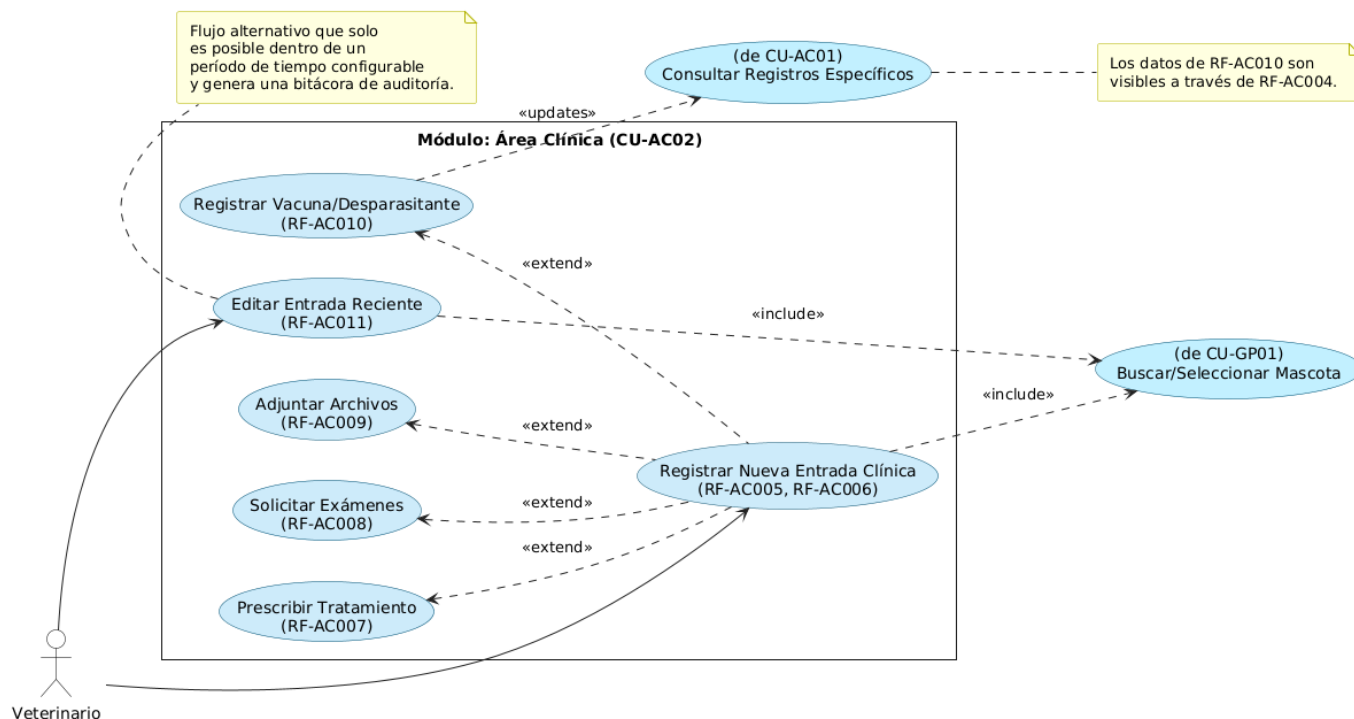 Flujo alternativo que solo
es posible dentro de un
período de tiempo configurable
y genera una bitácora de auditoría.
(de CU-AC01)
Consultar Registros Específicos
Los datos de RF-AC010 son
visibles a través de RF-AC004.
«updates»
Módulo: Área Clínica (CU-AC02)
Registrar Vacuna/Desparasitante
(RF-AC010)
«extend»
Editar Entrada Reciente
(RF-AC011)
«include»
(de CU-GP01)
Buscar/Seleccionar Mascota
«include»
Adjuntar Archivos
(RF-AC009)
«extend»
Registrar Nueva Entrada Clínica
(RF-AC005, RF-AC006)
Solicitar Exámenes
(RF-AC008)
«extend»
«extend»
Prescribir Tratamiento
(RF-AC007)
Veterinario